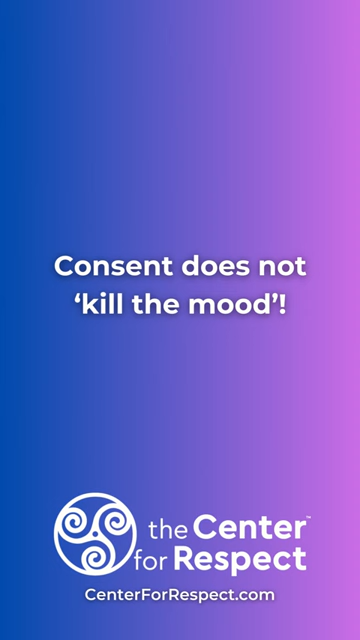 Consent does not
‘kill the mood’!
the Center™
for Respect
CenterForRespect.com